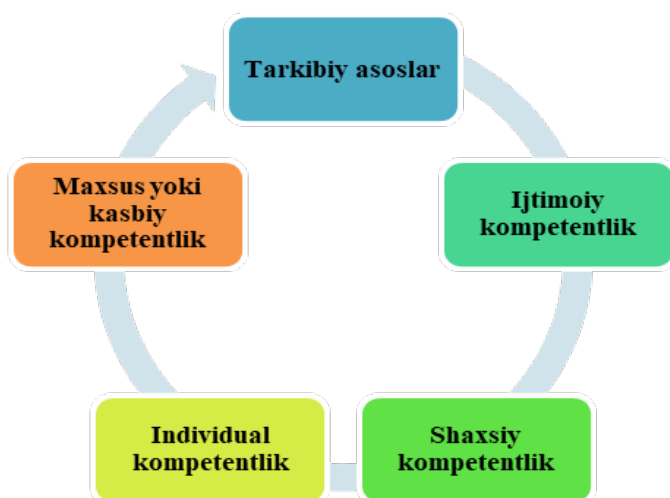 Tarkibiy asoslar
Ijtimoiy
kompetentlik
Shaxsiy
kompetentlik
Individual
kompetentlik
Maxsus yoki
kasbiy
kompetentlik